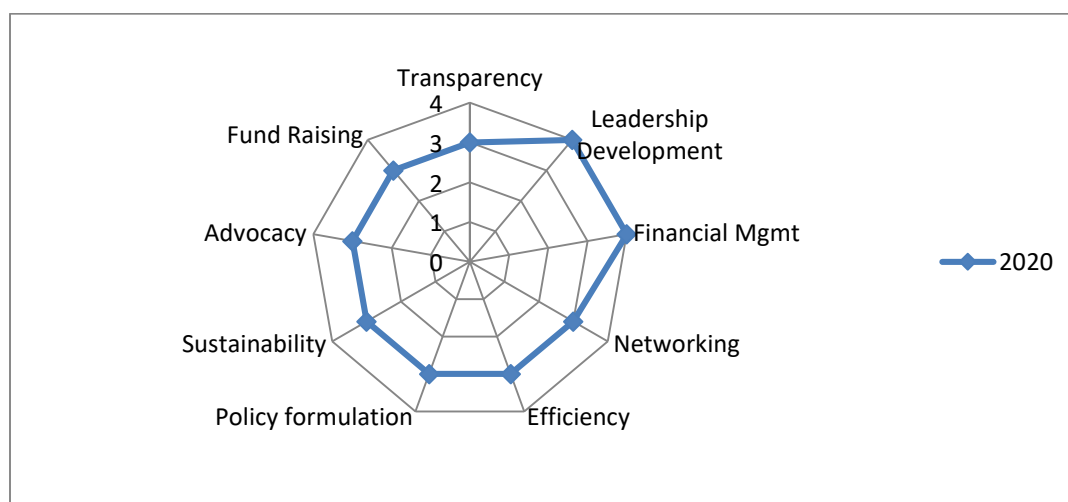 Transparency
4
3
2
1
0
Leadership
Development
Financial Mgmt
Networking
Efficiency
Policy formulation
Sustainability
Advocacy
Fund Raising
2020